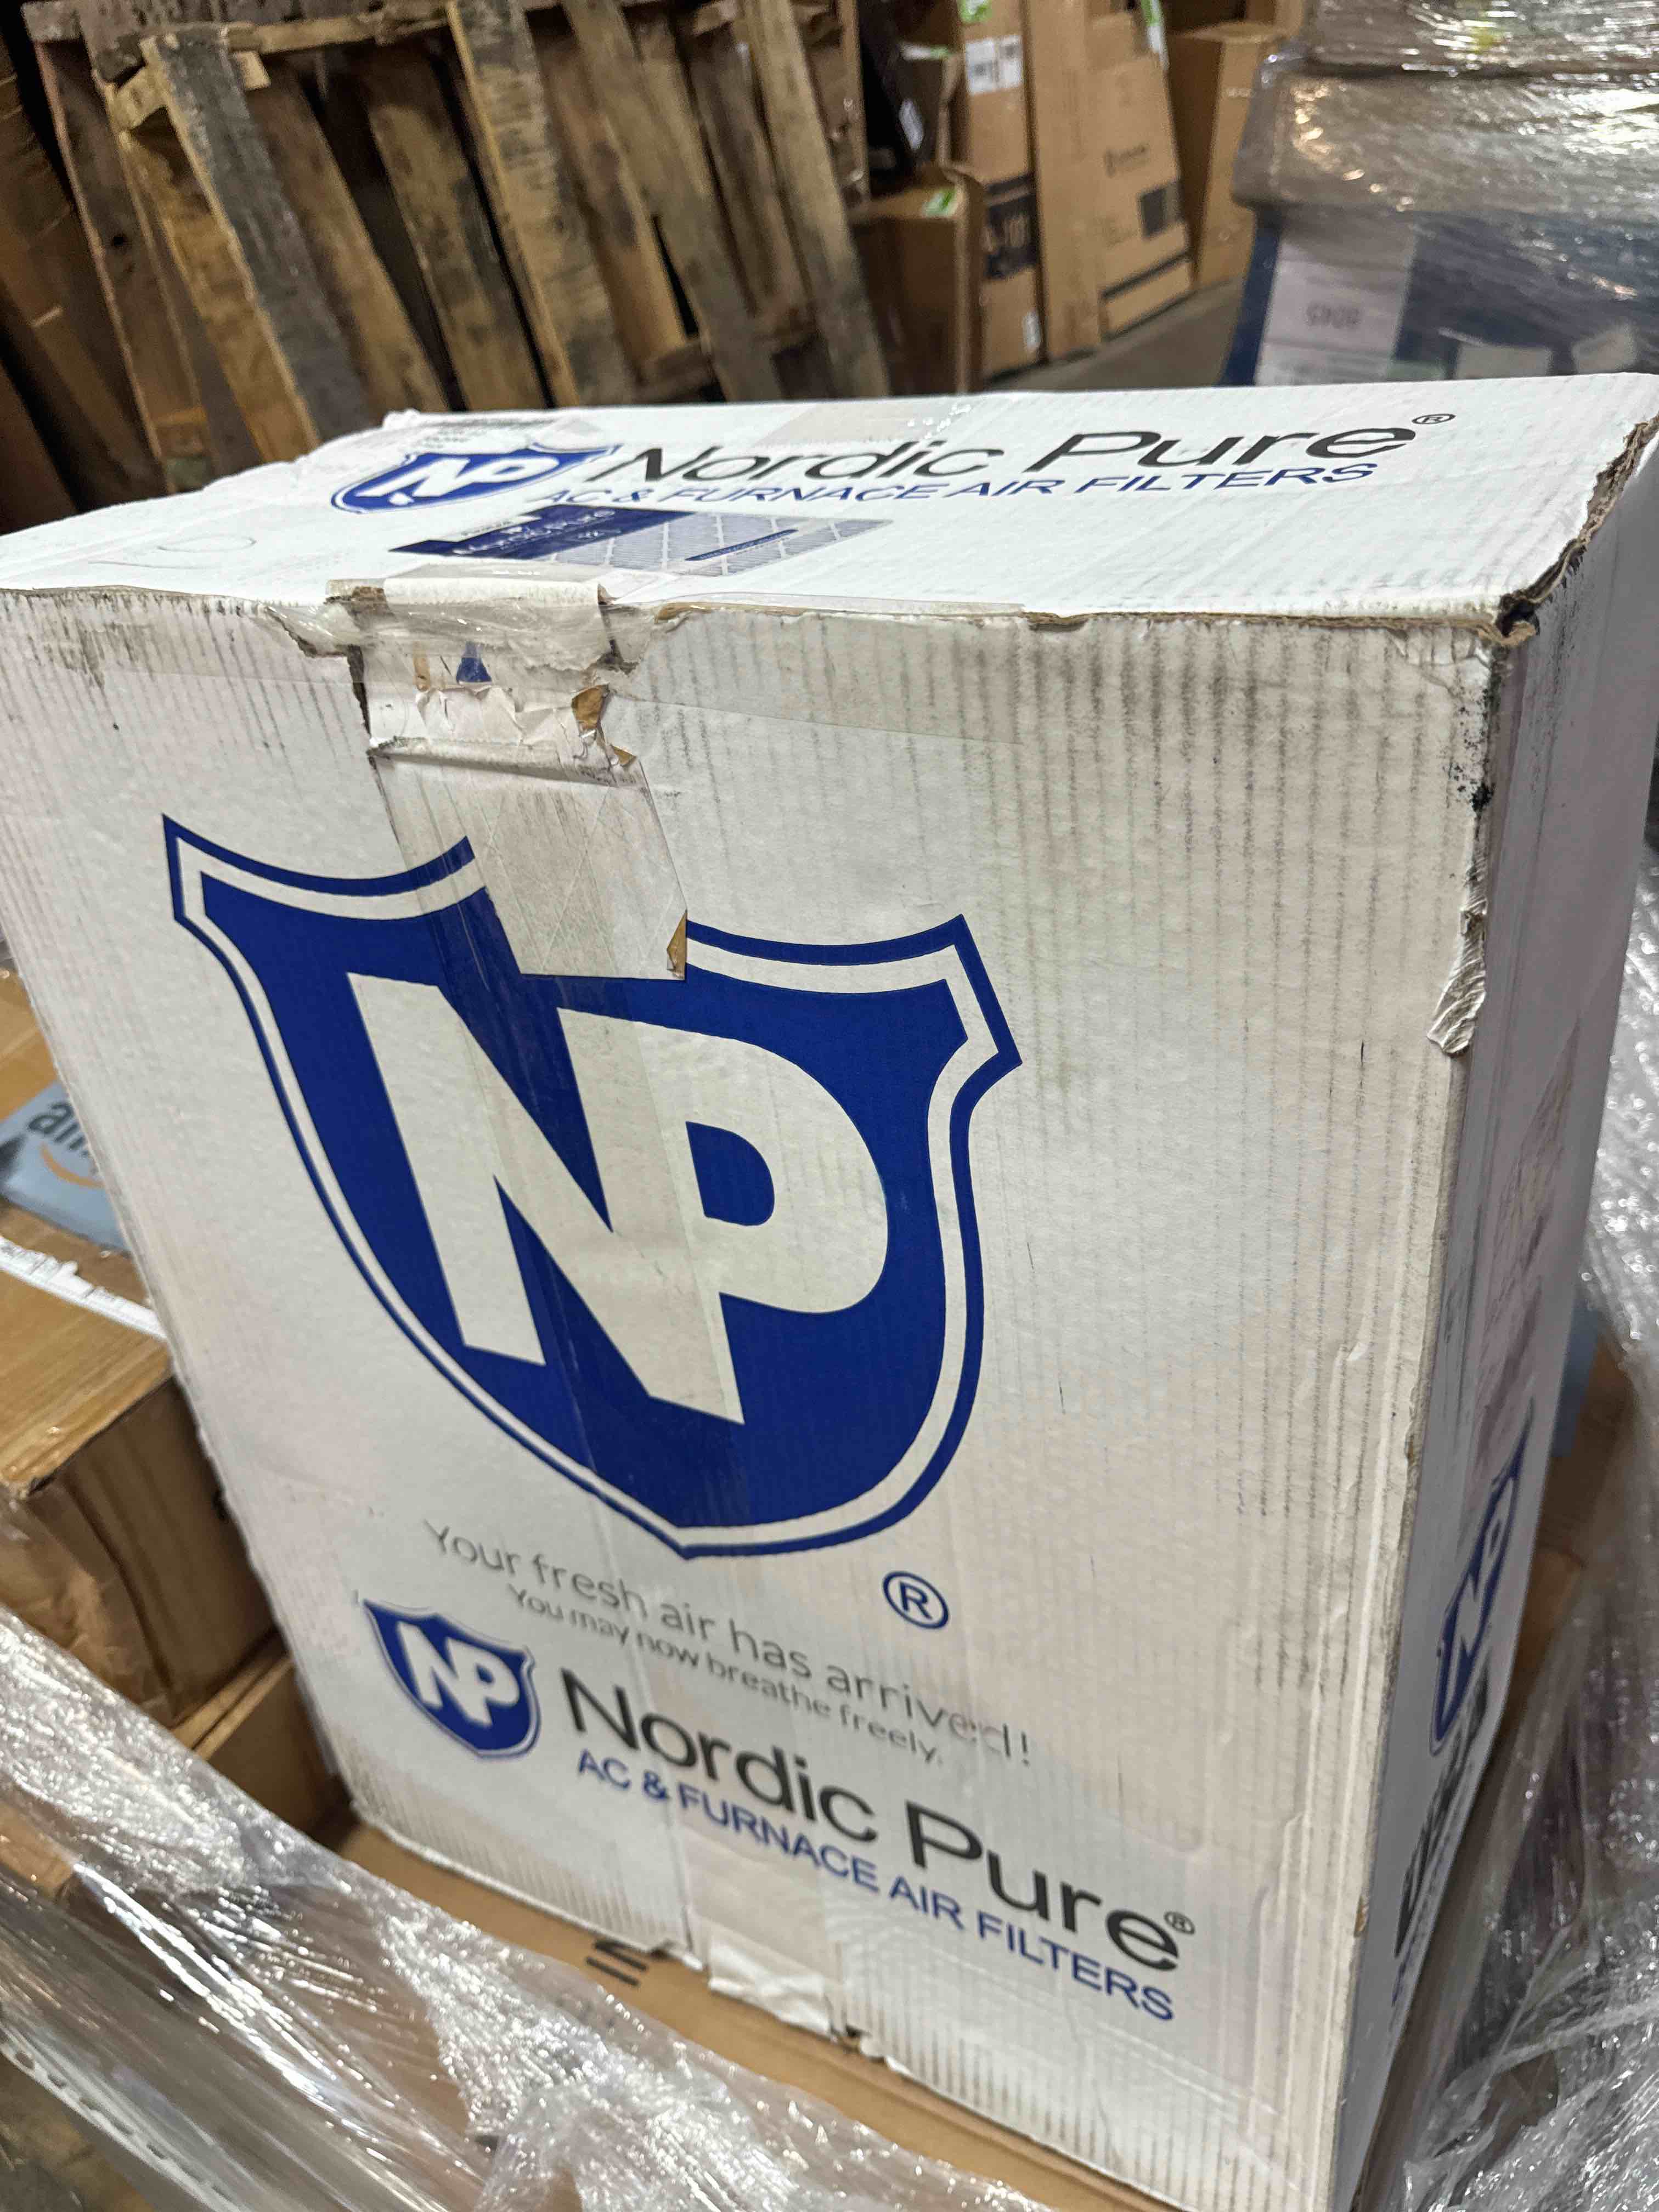 NP Nordic Pure®
AC & FURNACE AIR FILTERS
NP
®
Your fresh air has arrived!
You may now breathe freely.
NP Nordic Pure®
AC & FURNACE AIR FILTERS
NP